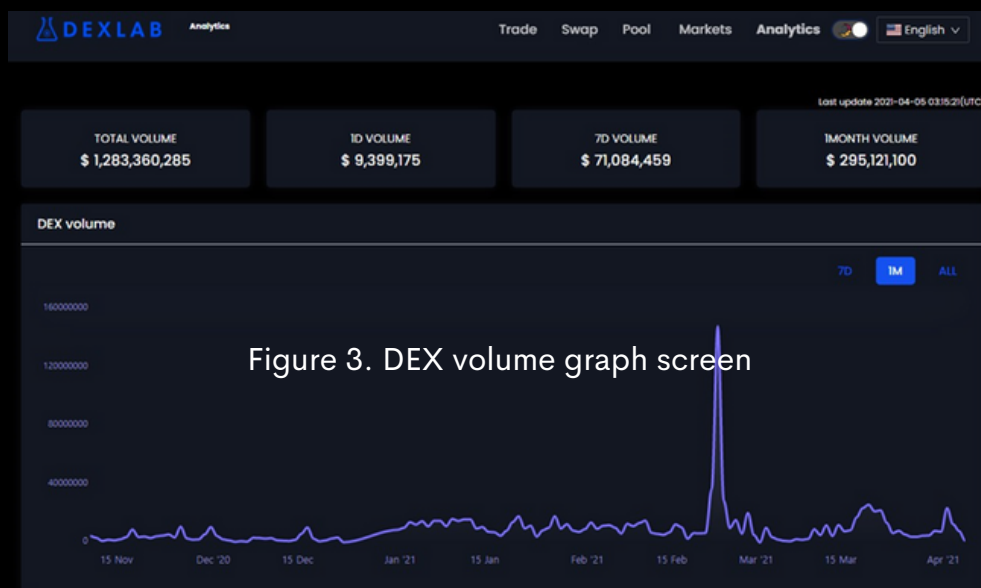 DEXLAB Analytics Trade Swap Pool Markets Analytics English
Last update 2021-04-05 03:15:21(UTC
TOTAL VOLUME 1D VOLUME 7D VOLUME 1MONTH VOLUME
$ 1,283,360,285 $ 9,399,175 $ 71,084,459 $ 295,121,100
DEX volume
7D 1M ALL
160000000
Figure 3. DEX volume graph screen
120000000
80000000
40000000
0
15 Nov Dec '20 15 Dec Jan '21 15 Jan Feb '21 15 Feb Mar '21 15 Mar Apr '21